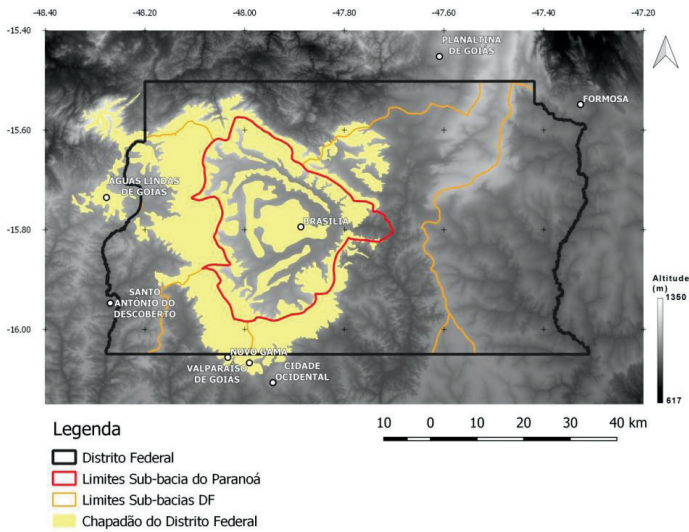 -48.20
-48.00
-47.80
-47.60
-47.40
-47.20
-15.40
PLANALTINA
DE GOIÁS
FORMOSA
-15.60
ÁGUAS LINDAS
DE GOIÁS
BRASÍLIA
-15.80
SANTO
ANTÔNIO DO
DESCOBERTO
Altitude
(m)
1350
-16.00
NOVO GAMA
VALPARAÍSO
DE GOIÁS
CIDADE
OCIDENTAL
617
Legenda
10 0 10 20 30 40 km
Distrito Federal
Limites Sub-bacia do Paranoá
Limites Sub-bacias DF
Chapadão do Distrito Federal